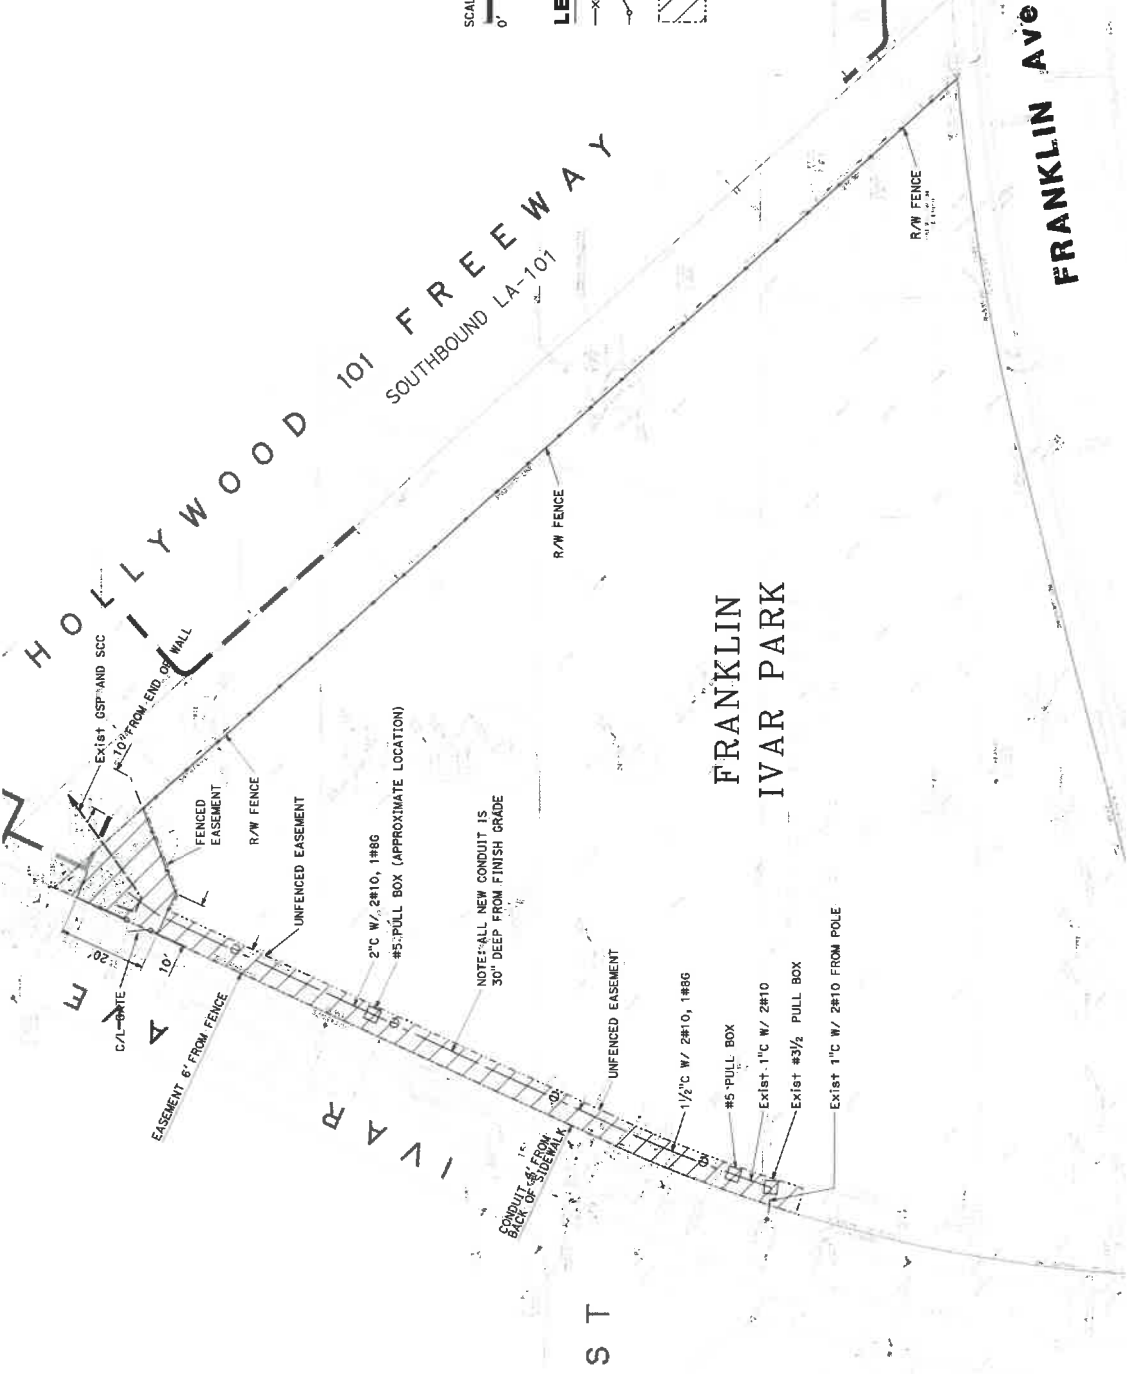 SCAL
0'
LE
FRANKLIN Ave
HOLLYWOOD 101 FREEWAY
SOUTHBOUND LA-101
R/W FENCE
R/W FENCE
Exist GSP AND SCC
10' FROM END OF WALL
FENCED
EASEMENT
R/W FENCE
UNFENCED EASEMENT
2"C W/ 2#10, 1#8G
#5 PULL BOX (APPROXIMATE LOCATION)
NOTE: ALL NEW CONDUIT IS
30" DEEP FROM FINISH GRADE
FRANKLIN
IVAR PARK
20'
10'
C/L GATE
EASEMENT 6' FROM FENCE
IVAR AVE
UNFENCED EASEMENT
1½"C W/ 2#10, 1#8G
#5 PULL BOX
Exist 1"C W/ 2#10
Exist #3½ PULL BOX
Exist 1"C W/ 2#10 FROM POLE
CONDUIT FROM
BACK OF SIDEWALK
ST